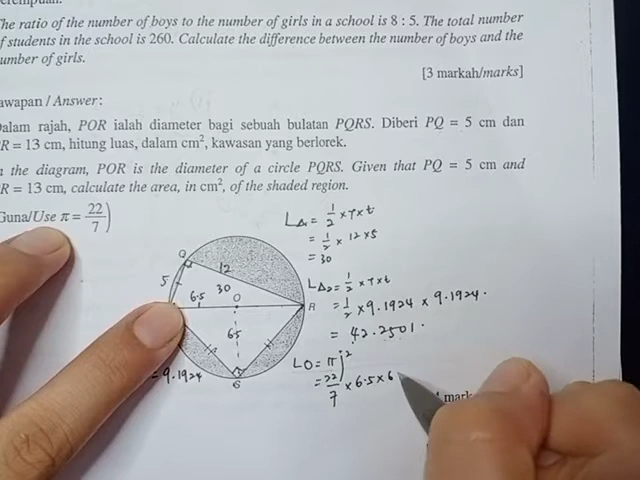 The ratio of the number of boys to the number of girls in a school is 8 : 5. The total number
of students in the school is 260. Calculate the difference between the number of boys and the
number of girls.
[3 markah/marks]
Jawapan / Answer:
Dalam rajah, POR ialah diameter bagi sebuah bulatan PQRS. Diberi PQ = 5 cm dan
R = 13 cm, hitung luas, dalam cm², kawasan yang berlorek.
In the diagram, POR is the diameter of a circle PQRS. Given that PQ = 5 cm and
R = 13 cm, calculate the area, in cm², of the shaded region.
Guna/Use π = 22/7)
L△₁ = 1/2 × T × t
= 1/2 × 12 × 5
= 30
Q
12
5
30
6.5
O
R
6.5
S
= 9.1924
L△₂ = 1/2 × T × t
= 1/2 × 9.1924 × 9.1924.
= 42.2501.
LO = πj²
= 22/7 × 6.5 × 6
mark